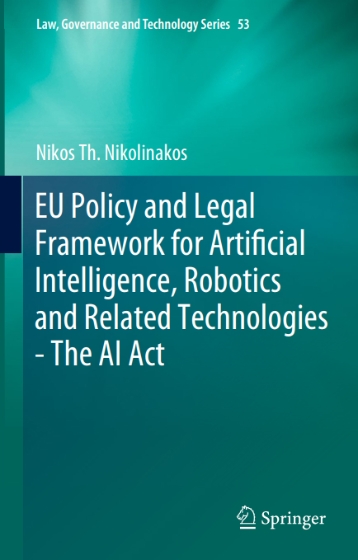 Law, Governance and Technology Series 53
Nikos Th. Nikolinakos
EU Policy and Legal
Framework for Artificial
Intelligence, Robotics
and Related Technologies
- The AI Act
Springer